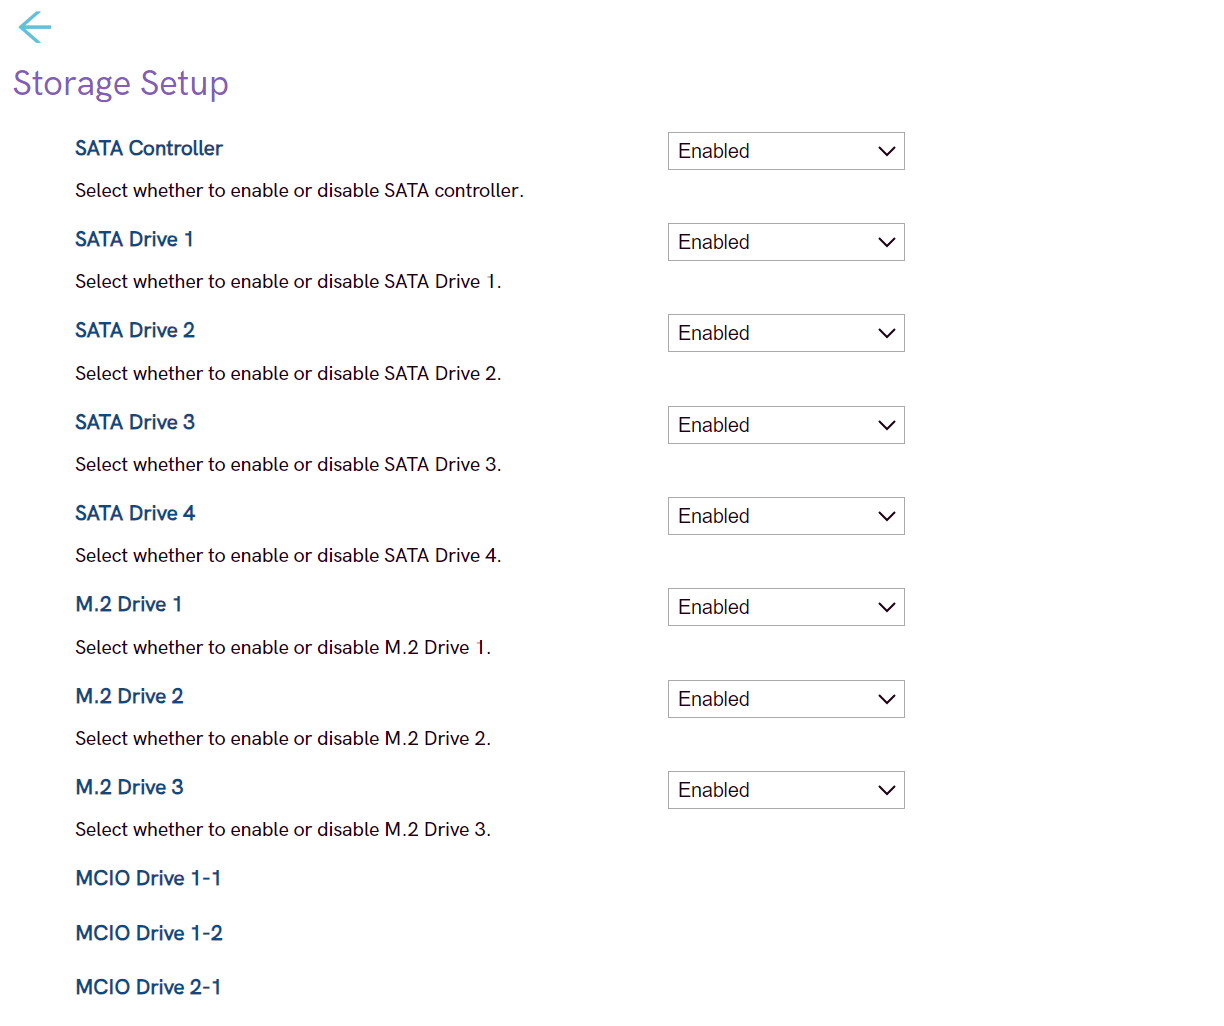 Storage Setup
SATA Controller
Enabled
Select whether to enable or disable SATA controller.
SATA Drive 1
Enabled
Select whether to enable or disable SATA Drive 1.
SATA Drive 2
Enabled
Select whether to enable or disable SATA Drive 2.
SATA Drive 3
Enabled
Select whether to enable or disable SATA Drive 3.
SATA Drive 4
Enabled
Select whether to enable or disable SATA Drive 4.
M.2 Drive 1
Enabled
Select whether to enable or disable M.2 Drive 1.
M.2 Drive 2
Enabled
Select whether to enable or disable M.2 Drive 2.
M.2 Drive 3
Enabled
Select whether to enable or disable M.2 Drive 3.
MCIO Drive 1-1
MCIO Drive 1-2
MCIO Drive 2-1